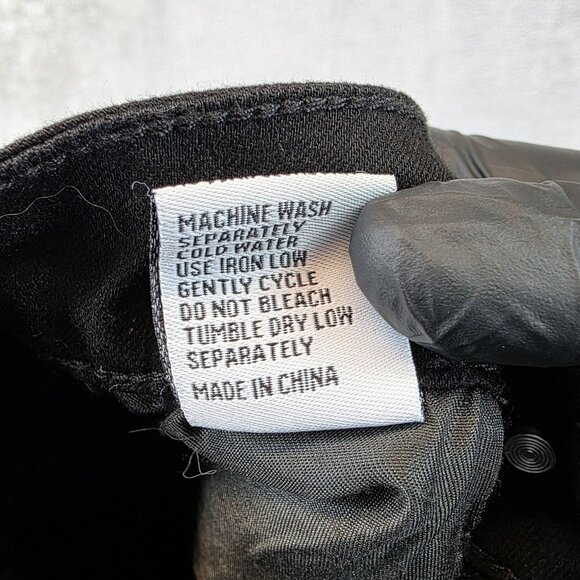 MACHINE WASH
SEPARATELY
COLD WATER
USE IRON LOW
GENTLY CYCLE
DO NOT BLEACH
TUMBLE DRY LOW
SEPARATELY
MADE IN CHINA